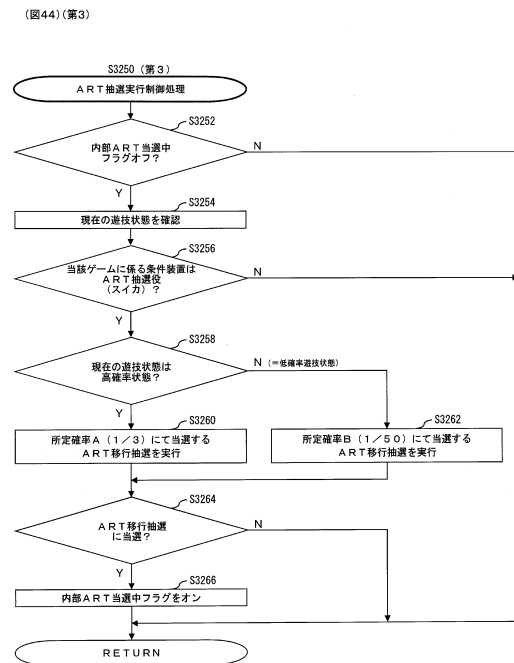 （図44）（第3）
S3250（第３）
ＡＲＴ抽選実行制御処理
S3252
内部ＡＲＴ当選中
フラグオフ？
N
Y
S3254
現在の遊技状態を確認
S3256
当該ゲームに係る条件装置は
ＡＲＴ抽選役
（スイカ）？
N
Y
S3258
現在の遊技状態は
高確率状態？
N（＝低確率遊技状態）
Y
S3260
所定確率Ａ（１／３）にて当選する
ＡＲＴ移行抽選を実行
S3262
所定確率Ｂ（１／５０）にて当選する
ＡＲＴ移行抽選を実行
S3264
ＡＲＴ移行抽選
に当選？
N
Y
S3266
内部ＡＲＴ当選中フラグをオン
ＲＥＴＵＲＮ